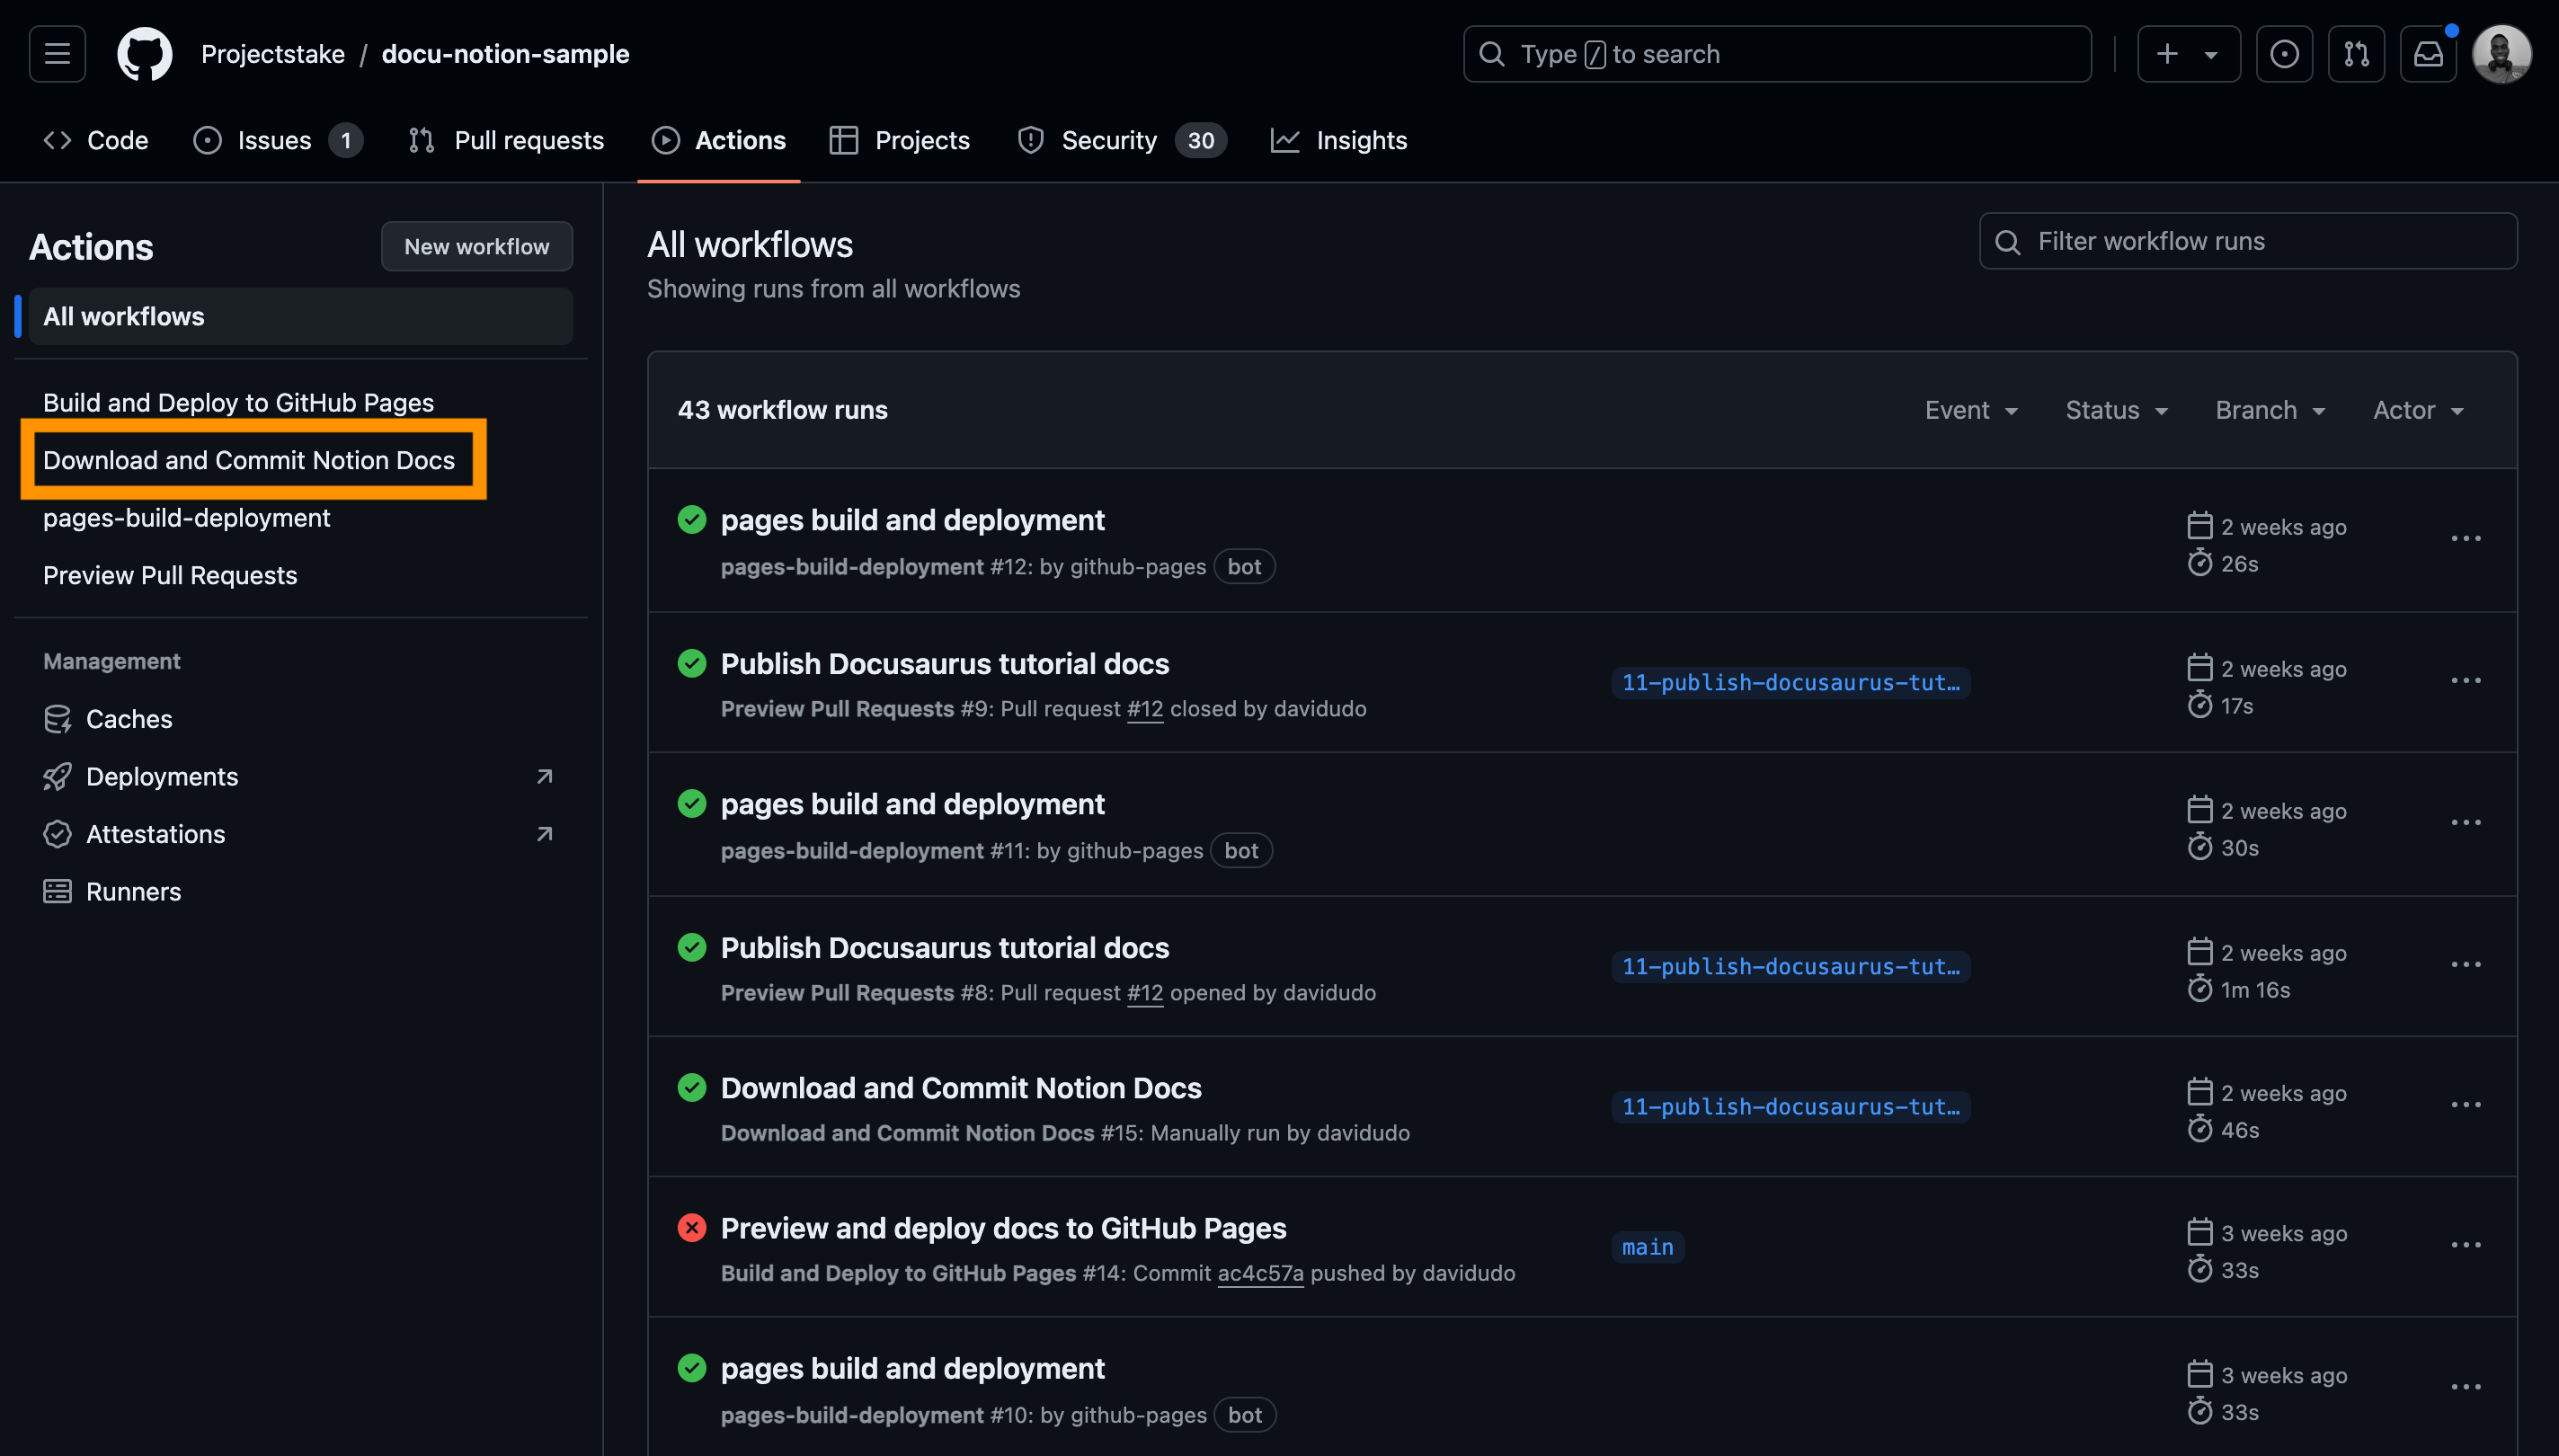 Projectstake / docu-notion-sample
Type / to search
Code
Issues 1
Pull requests
Actions
Projects
Security 30
Insights
Actions
New workflow
All workflows
Build and Deploy to GitHub Pages
Download and Commit Notion Docs
pages-build-deployment
Preview Pull Requests
Management
Caches
Deployments
Attestations
Runners
All workflows
Showing runs from all workflows
Filter workflow runs
43 workflow runs
Event
Status
Branch
Actor
pages build and deployment
pages-build-deployment #12: by github-pages bot
2 weeks ago
26s
Publish Docusaurus tutorial docs
Preview Pull Requests #9: Pull request #12 closed by davidudo
11-publish-docusaurus-tut…
2 weeks ago
17s
pages build and deployment
pages-build-deployment #11: by github-pages bot
2 weeks ago
30s
Publish Docusaurus tutorial docs
Preview Pull Requests #8: Pull request #12 opened by davidudo
11-publish-docusaurus-tut…
2 weeks ago
1m 16s
Download and Commit Notion Docs
Download and Commit Notion Docs #15: Manually run by davidudo
11-publish-docusaurus-tut…
2 weeks ago
46s
Preview and deploy docs to GitHub Pages
Build and Deploy to GitHub Pages #14: Commit ac4c57a pushed by davidudo
main
3 weeks ago
33s
pages build and deployment
pages-build-deployment #10: by github-pages bot
3 weeks ago
33s